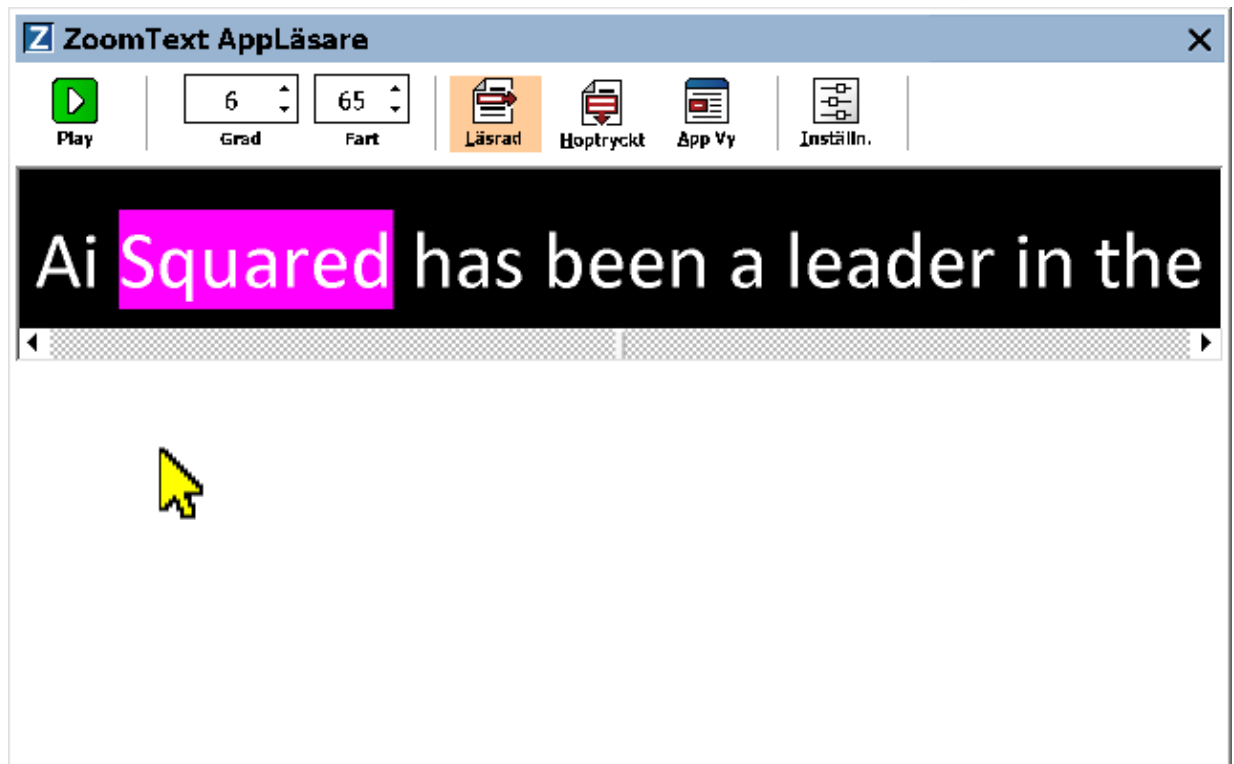 Z ZoomText AppLäsare
6 65
Play Grad Fart Läsrad Hoptryckt App Vy Inställn.
Ai Squared has been a leader in the